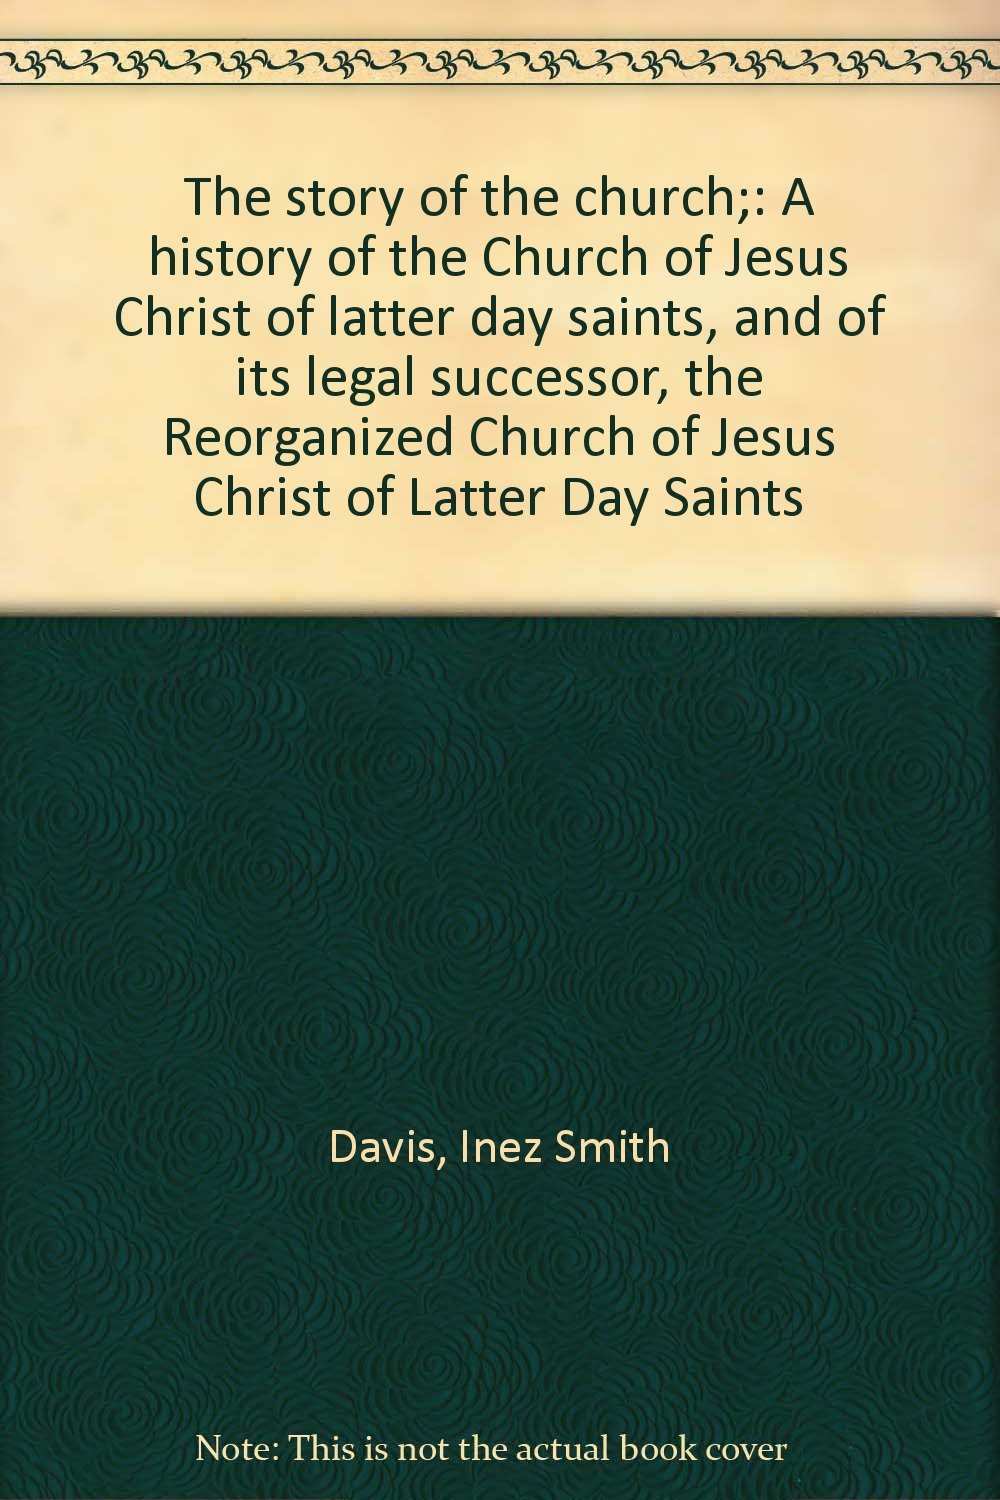 The story of the church;: A
history of the Church of Jesus
Christ of latter day saints, and of
its legal successor, the
Reorganized Church of Jesus
Christ of Latter Day Saints
Davis, Inez Smith
Note: This is not the actual book cover